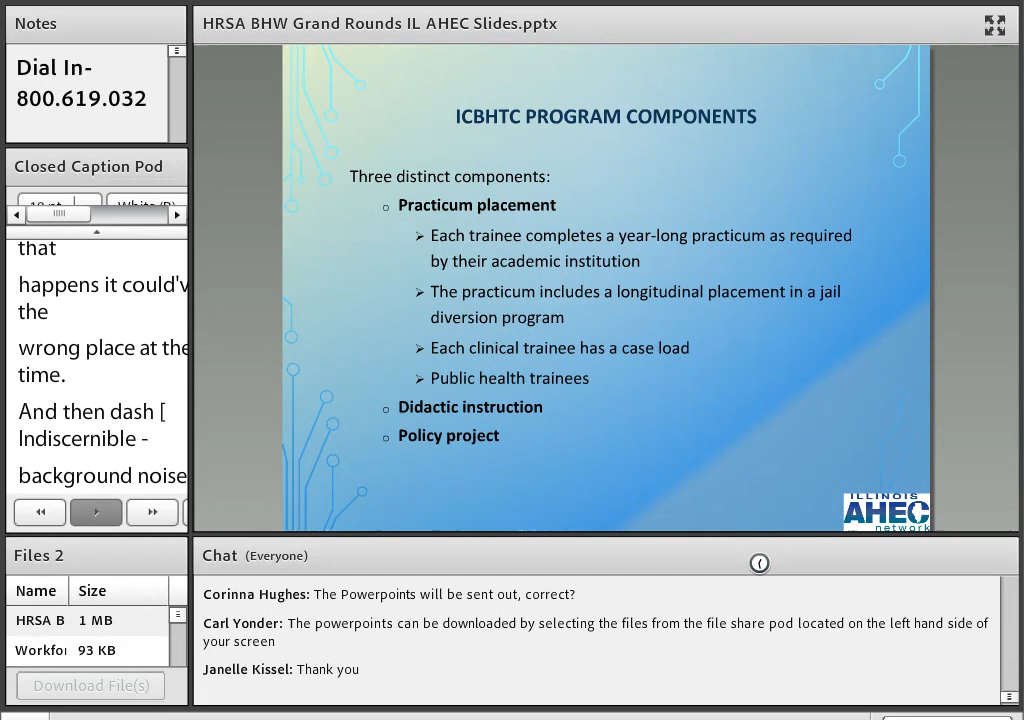 Notes
Dial In-
800.619.032
Closed Caption Pod
that
happens it could'v
the
wrong place at the
time.
And then dash [
Indiscernible -
background noise
Files 2
Name Size
HRSA B 1 MB
Workfo 93 KB
Download File(s)
HRSA BHW Grand Rounds IL AHEC Slides.pptx
ICBHTC PROGRAM COMPONENTS
Three distinct components:
Practicum placement
Each trainee completes a year-long practicum as required
by their academic institution
The practicum includes a longitudinal placement in a jail
diversion program
Each clinical trainee has a case load
Public health trainees
Didactic instruction
Policy project
ILLINOIS
AHEC
network
Chat (Everyone)
Corinna Hughes: The Powerpoints will be sent out, correct?
Carl Yonder: The powerpoints can be downloaded by selecting the files from the file share pod located on the left hand side of
your screen
Janelle Kissel: Thank you